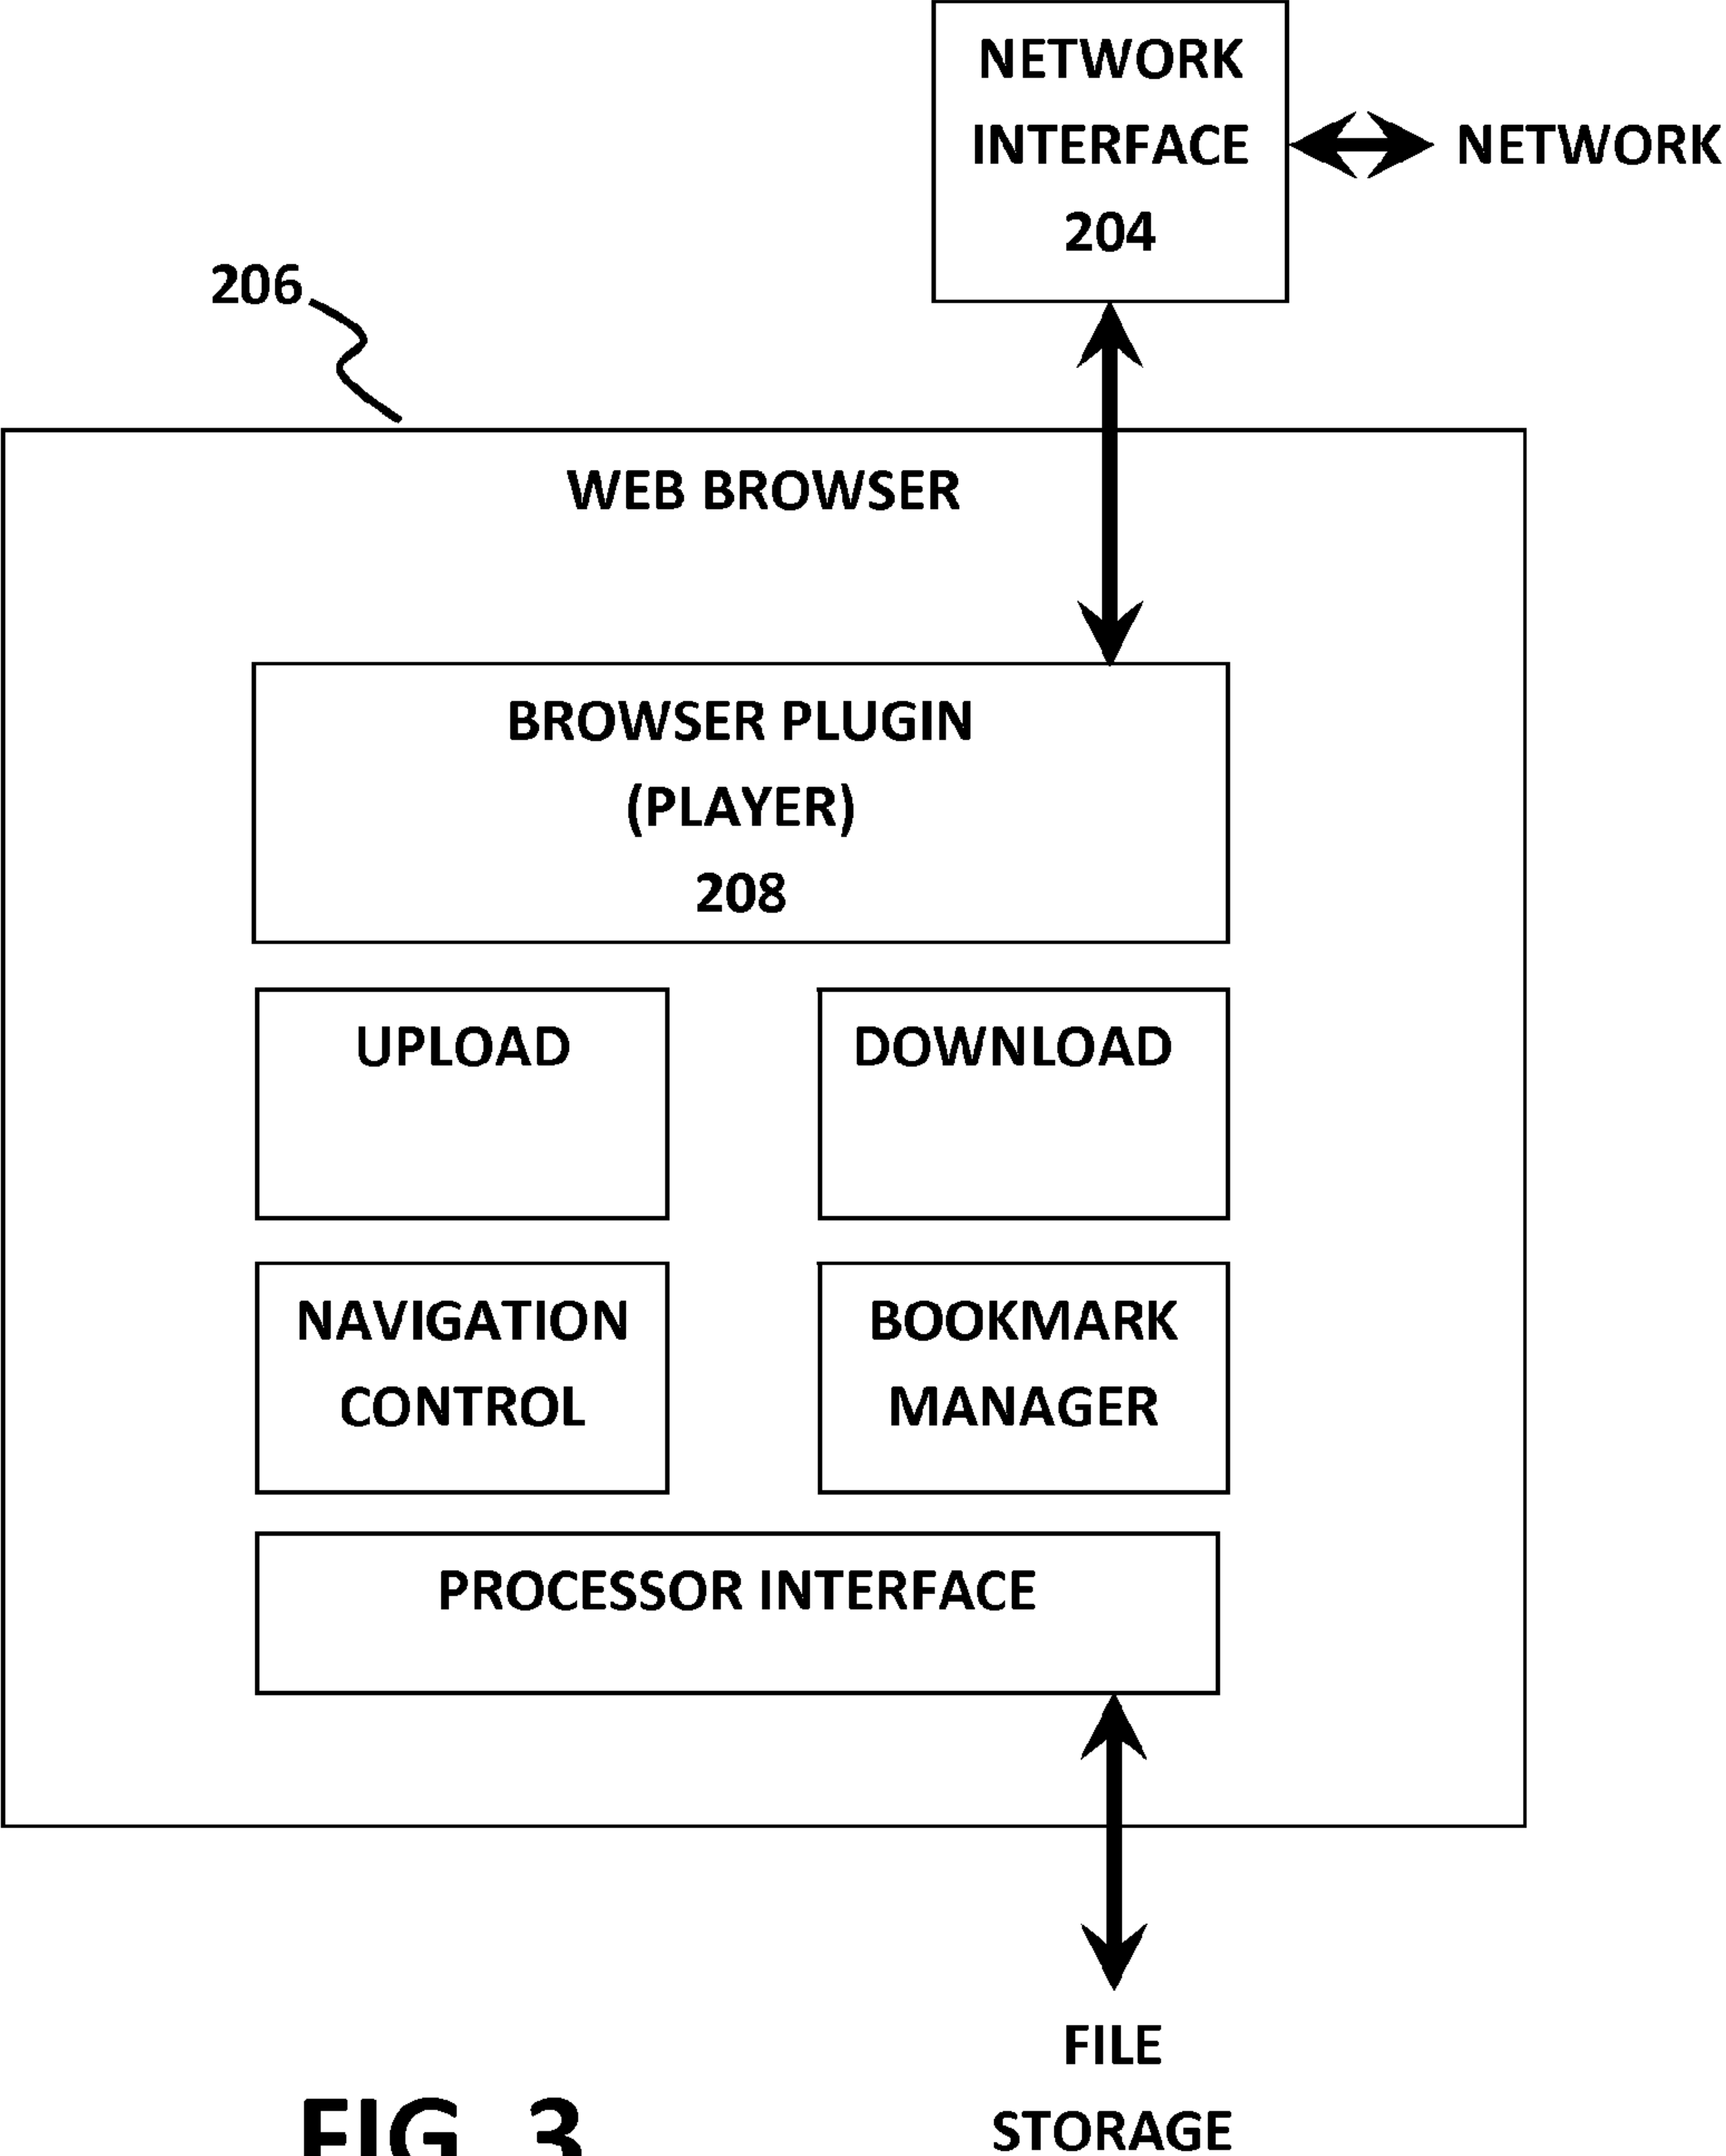 NETWORK
INTERFACE
204
NETWORK
206
WEB BROWSER
BROWSER PLUGIN
(PLAYER)
208
UPLOAD
DOWNLOAD
NAVIGATION
CONTROL
BOOKMARK
MANAGER
PROCESSOR INTERFACE
FILE
STORAGE
FIG. 3